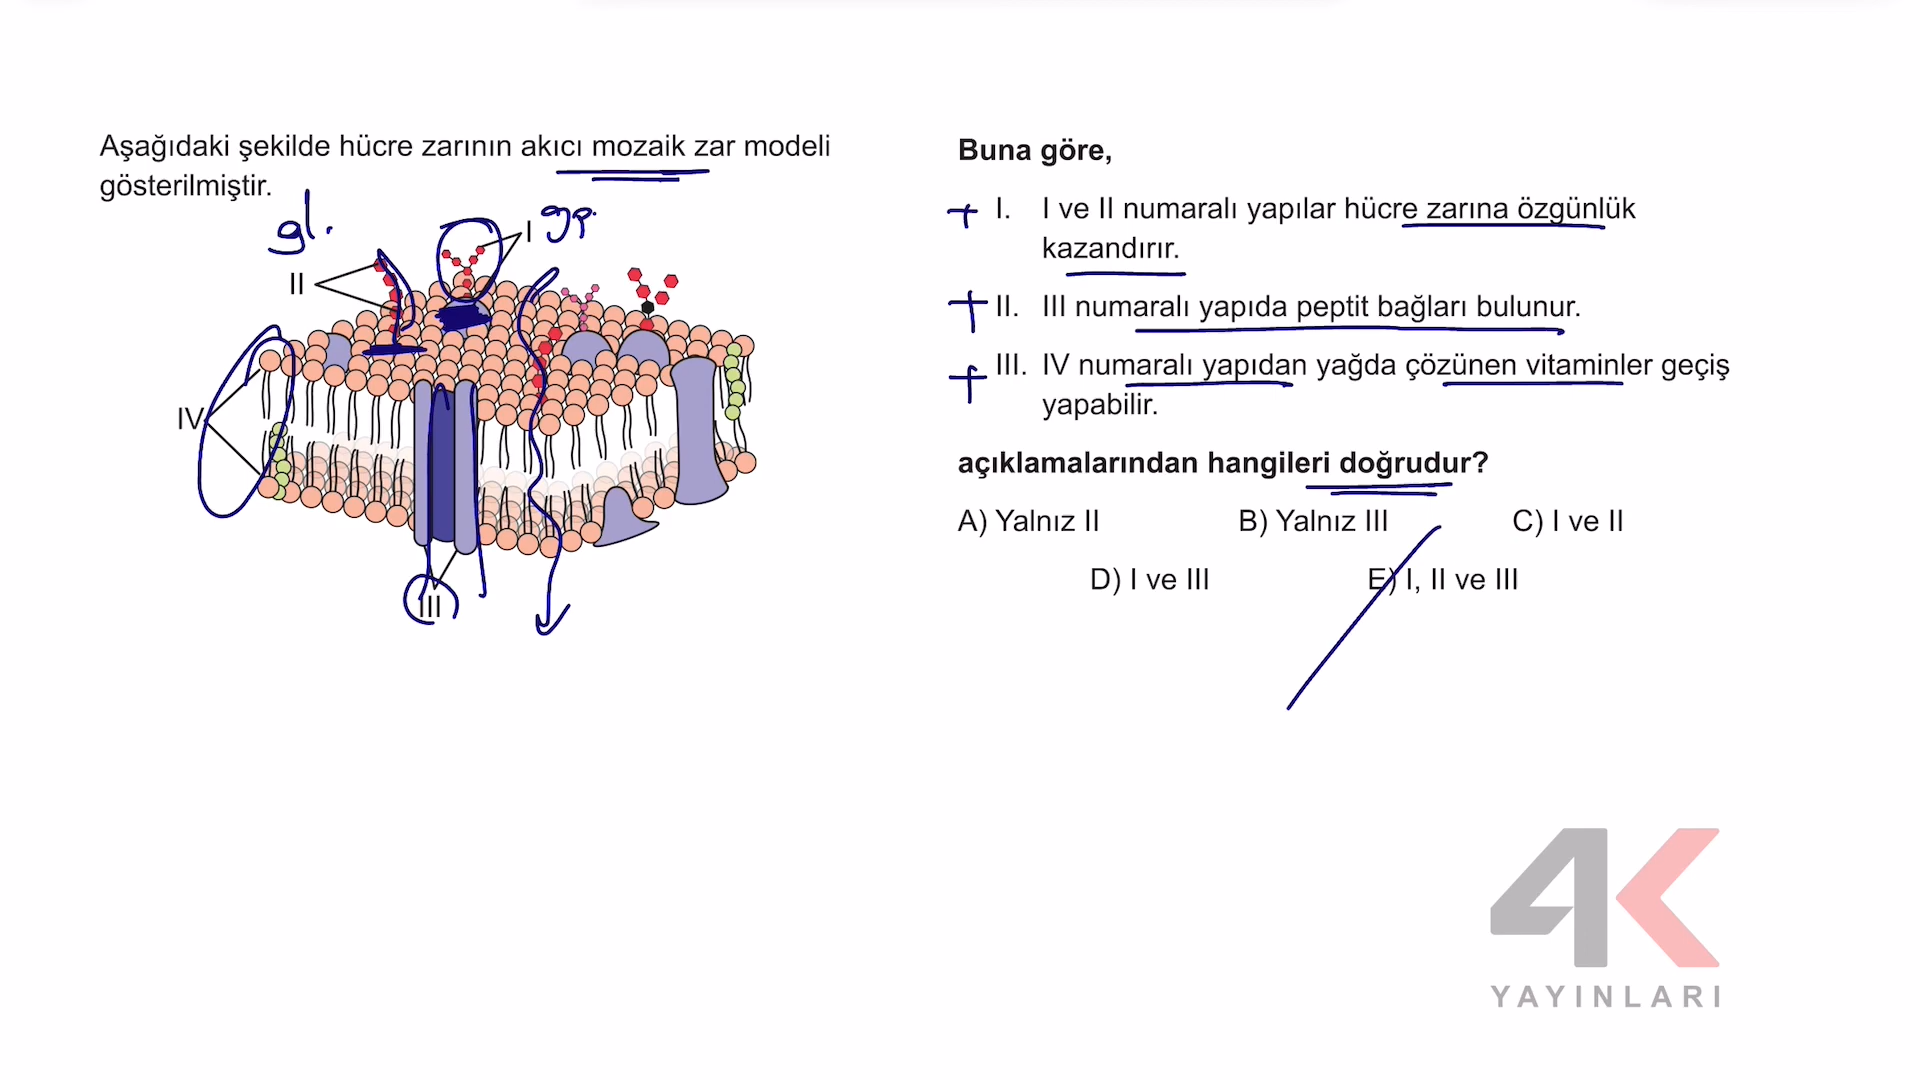 Aşağıdaki şekilde hücre zarının akıcı mozaik zar modeli
gösterilmiştir.
gl.
gp.
I
II
IV
III
Buna göre,
I. I ve II numaralı yapılar hücre zarına özgünlük
kazandırır.
II. III numaralı yapıda peptit bağları bulunur.
III. IV numaralı yapıdan yağda çözünen vitaminler geçiş
yapabilir.
açıklamalarından hangileri doğrudur?
A) Yalnız II B) Yalnız III C) I ve II
D) I ve III E) I, II ve III
4K
YAYINLARI